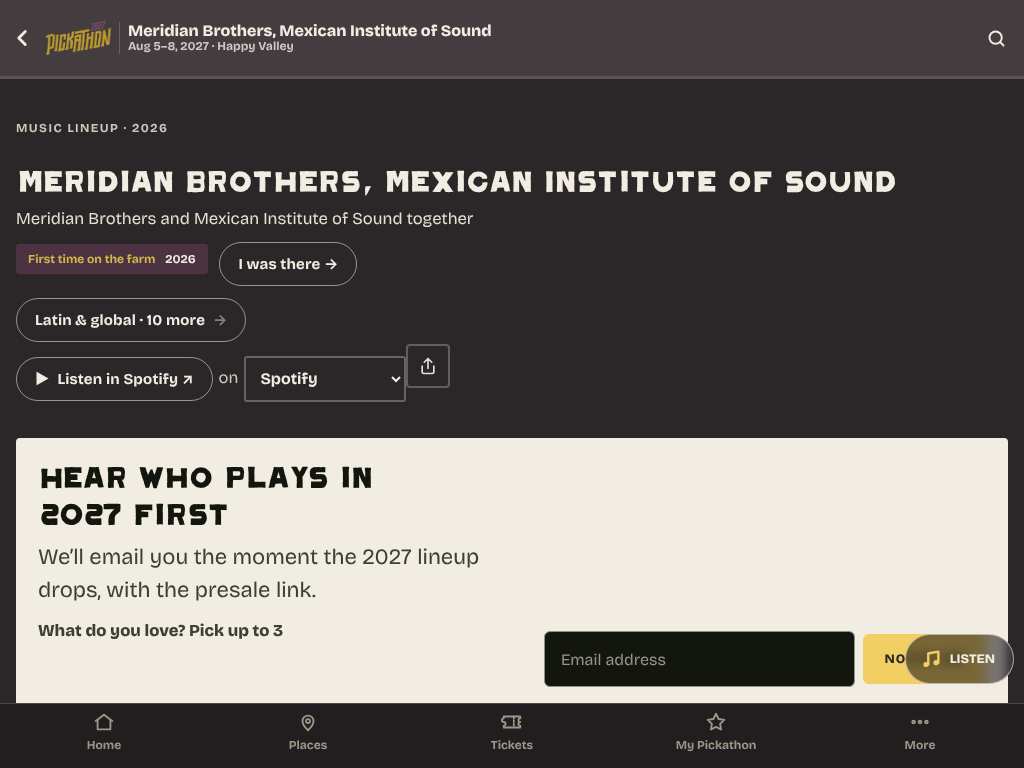 PICKATHON
Meridian Brothers, Mexican Institute of Sound
Aug 5–8, 2027 · Happy Valley
MUSIC LINEUP · 2026
MERIDIAN BROTHERS, MEXICAN INSTITUTE OF SOUND
Meridian Brothers and Mexican Institute of Sound together
First time on the farm 2026
I was there →
Latin & global · 10 more →
Listen in Spotify ↗ on Spotify
HEAR WHO PLAYS IN
2027 FIRST
We'll email you the moment the 2027 lineup
drops, with the presale link.
What do you love? Pick up to 3
Email address
LISTEN
Home
Places
Tickets
My Pickathon
More